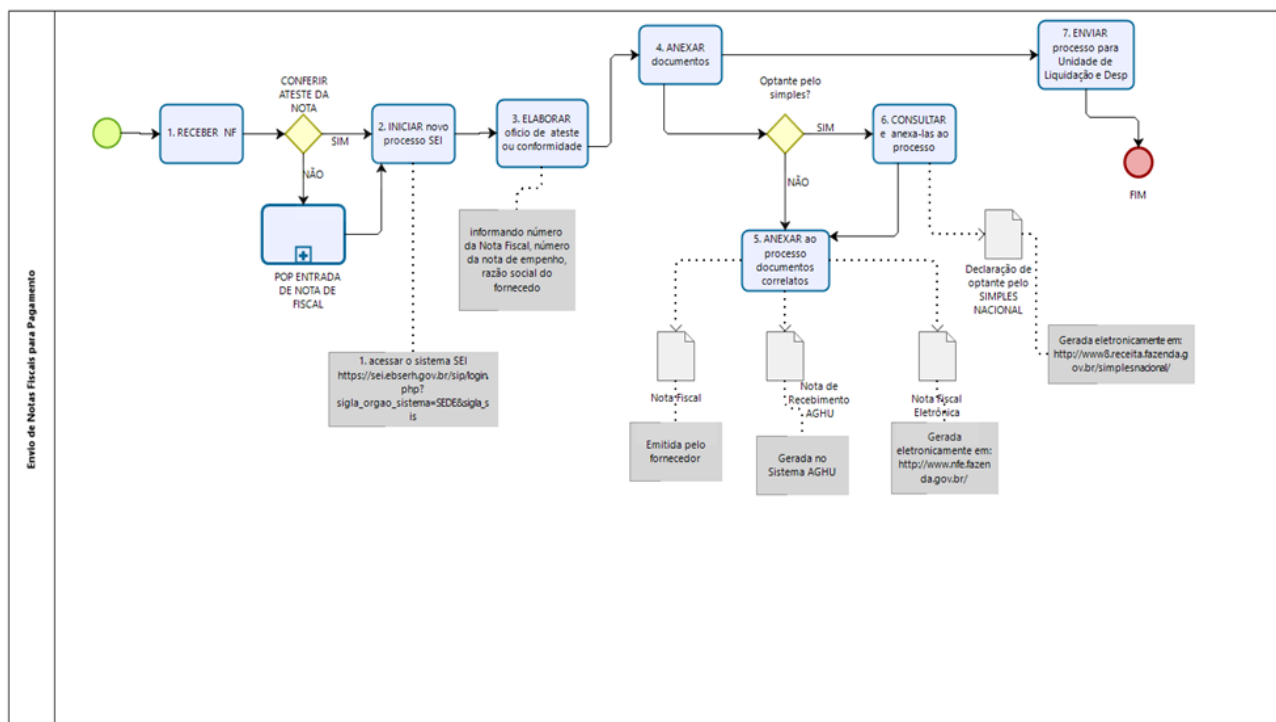 Envio de Notas Fiscais para Pagamento
1. RECEBER NF
CONFERIR
ATESTE DA
NOTA
SIM
NÃO
POP ENTRADA
DE NOTA DE
FISCAL
2. INICIAR novo
processo SEI
1. acessar o sistema SEI
https://sei.ebserh.gov.br/sip/login.
php?
sigla_orgao_sistema=SEDE&sigla_s
is
3. ELABORAR
oficio de ateste
ou conformidade
informando número
da Nota Fiscal, número
da nota de empenho,
razão social do
fornecedo
4. ANEXAR
documentos
Optante pelo
simples?
SIM
NÃO
6. CONSULTAR
e anexa-las ao
processo
5. ANEXAR ao
processo
documentos
correlatos
Nota Fiscal
Emitida pelo
fornecedor
Nota de
Recebimento
AGHU
Gerada no
Sistema AGHU
Nota Fiscal
Eletrônica
Gerada
eletronicamente em:
http://www.nfe.fazen
da.gov.br/
Declaração de
optante pelo
SIMPLES
NACIONAL
Gerada eletronicamente em:
http://www8.receita.fazenda.g
ov.br/simplesnacional/
7. ENVIAR
processo para
Unidade de
Liquidação e Desp
FIM